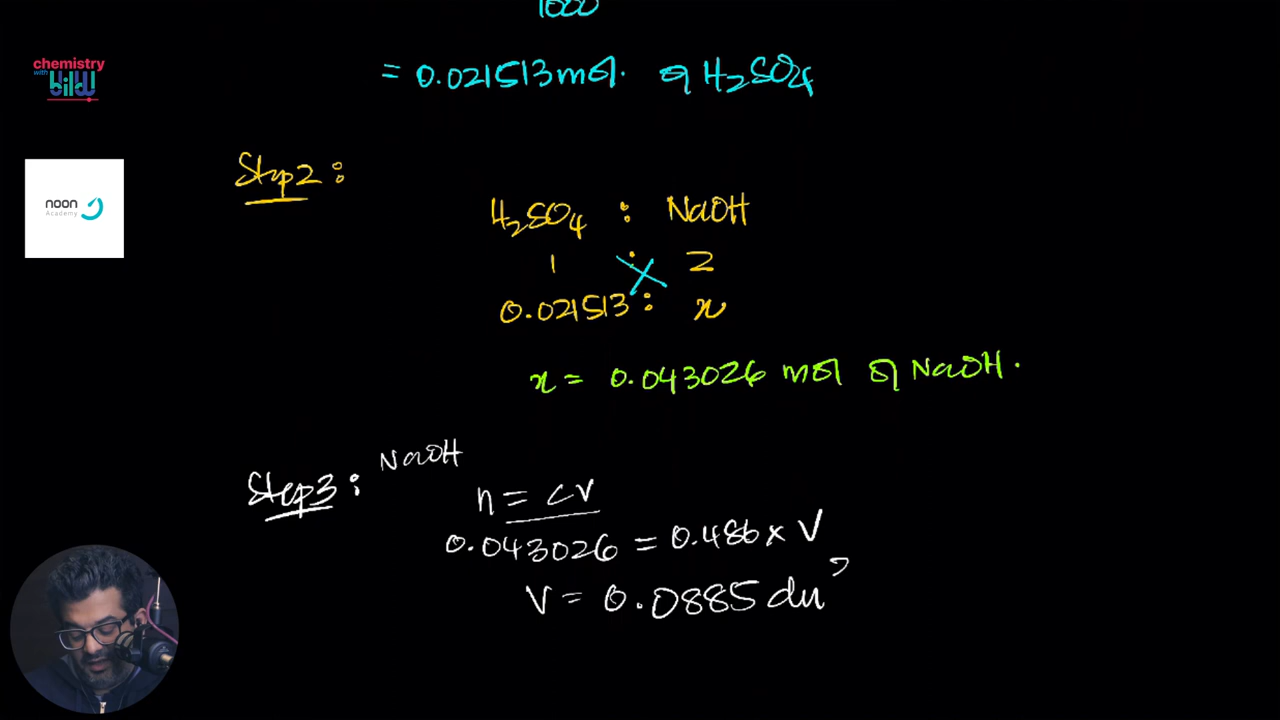 1000
chemistry
with
bildu
= 0.021513 mol. of H₂SO₄
noon
Academy
Step 2 :
H₂SO₄ : NaOH
1 : 2
0.021513 : x
x = 0.043026 mol of NaOH.
Step 3 : NaOH
n = cv
0.043026 = 0.486 x V
V = 0.0885 dm³